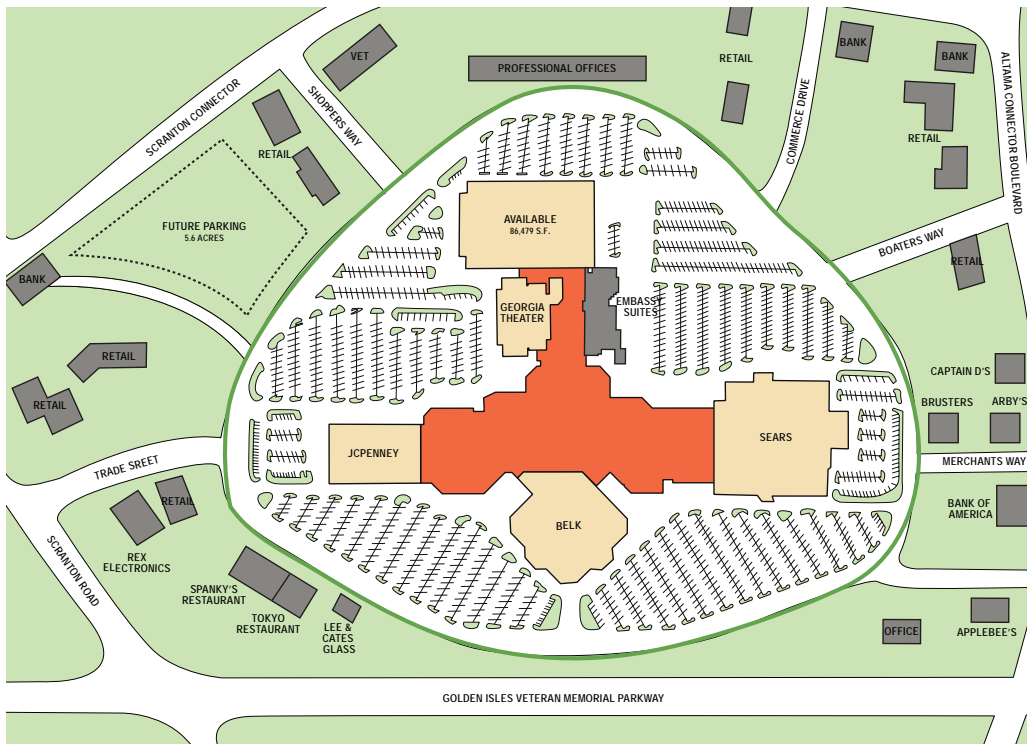 VET
PROFESSIONAL OFFICES
RETAIL
BANK
BANK
SCRANTON CONNECTOR
SHOPPERS WAY
COMMERCE DRIVE
ALTAMA CONNECTOR BOULEVARD
RETAIL
RETAIL
FUTURE PARKING
5.6 ACRES
AVAILABLE
86,479 S.F.
BOATERS WAY
RETAIL
BANK
GEORGIA
THEATER
EMBASSY
SUITES
RETAIL
RETAIL
CAPTAIN D'S
BRUSTERS
ARBY'S
JCPENNEY
SEARS
TRADE SREET
MERCHANTS WAY
RETAIL
BANK OF
AMERICA
BELK
REX
ELECTRONICS
SCRANTON ROAD
SPANKY'S
RESTAURANT
TOKYO
RESTAURANT
LEE &
CATES
GLASS
OFFICE
APPLEBEE'S
GOLDEN ISLES VETERAN MEMORIAL PARKWAY